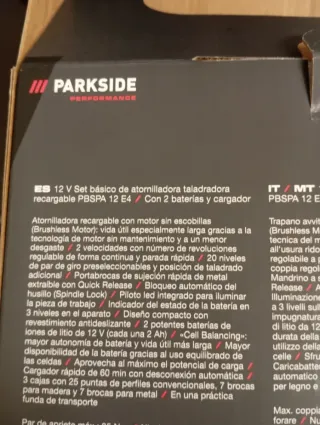 /// PARKSIDE
PERFORMANCE
ES 12 V Set básico de atornilladora taladradora
recargable PBSPA 12 E4 / Con 2 baterías y cargador
Atornilladora recargable con motor sin escobillas
(Brushless Motor): vida útil especialmente larga gracias a la
tecnología de motor sin mantenimiento y a un menor
desgaste / 2 velocidades con número de revoluciones
regulable de forma continua y parada rápida / 20 niveles
de par de giro preseleccionables y posición de taladrado
adicional / Portabrocas de sujeción rápida de metal
extraíble con Quick Release / Bloqueo automático del
husillo (Spindle Lock) / Piloto led integrado para iluminar
la pieza de trabajo / Indicador del estado de la batería en
3 niveles en el aparato / Diseño compacto con
revestimiento antideslizante / 2 potentes baterías de
iones de litio de 12 V (cada una 2 Ah) / «Cell Balancing»:
mayor autonomía de batería y vida útil más larga / Mayor
disponibilidad de la batería gracias al uso equilibrado de
las celdas / Aprovecha al máximo el potencial de carga /
Cargador rápido de 60 min con desconexión automática /
3 cajas con 25 puntas de perfiles convencionales, 7 brocas
para madera y 7 brocas para metal / En una práctica
funda de transporte
IT / MT
PBSPA 12 E
Trapano avvit
(Brushless Mo
tecnica del m
all'usura rido
regolabile a
coppia regol
Mandrino a s
Release / A
Illuminazione
a 3 livelli su
impugnatura
di litio da 12
durata della
utilizzo della
celle / Sfru
Caricabatte
automatico
per legno e
Max. coppia
forare / Nu